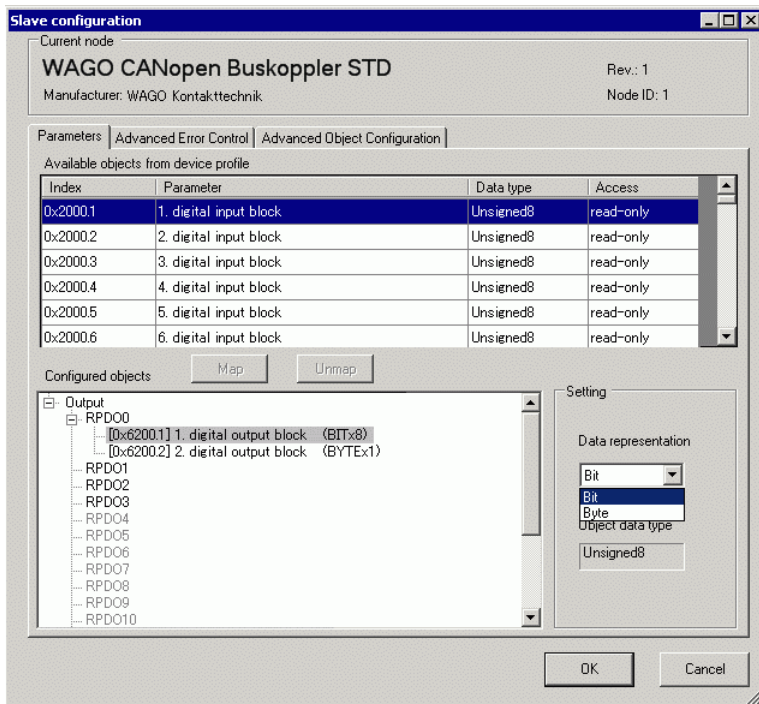 Slave configuration
Current node
WAGO CANopen Buskoppler STD
Rev.: 1
Manufacturer: WAGO Kontakttechnik
Node ID: 1
Parameters
Advanced Error Control
Advanced Object Configuration
Available objects from device profile
Index Parameter Data type Access
0x2000.1 1. digital input block Unsigned8 read-only
0x2000.2 2. digital input block Unsigned8 read-only
0x2000.3 3. digital input block Unsigned8 read-only
0x2000.4 4. digital input block Unsigned8 read-only
0x2000.5 5. digital input block Unsigned8 read-only
0x2000.6 6. digital input block Unsigned8 read-only
Configured objects
Map
Unmap
Output
RPDO0
[0x6200.1] 1. digital output block (BITx8)
[0x6200.2] 2. digital output block (BYTEx1)
RPDO1
RPDO2
RPDO3
RPDO4
RPDO5
RPDO6
RPDO7
RPDO8
RPDO9
RPDO10
Setting
Data representation
Bit
Bit
Byte
Object data type
Unsigned8
OK
Cancel